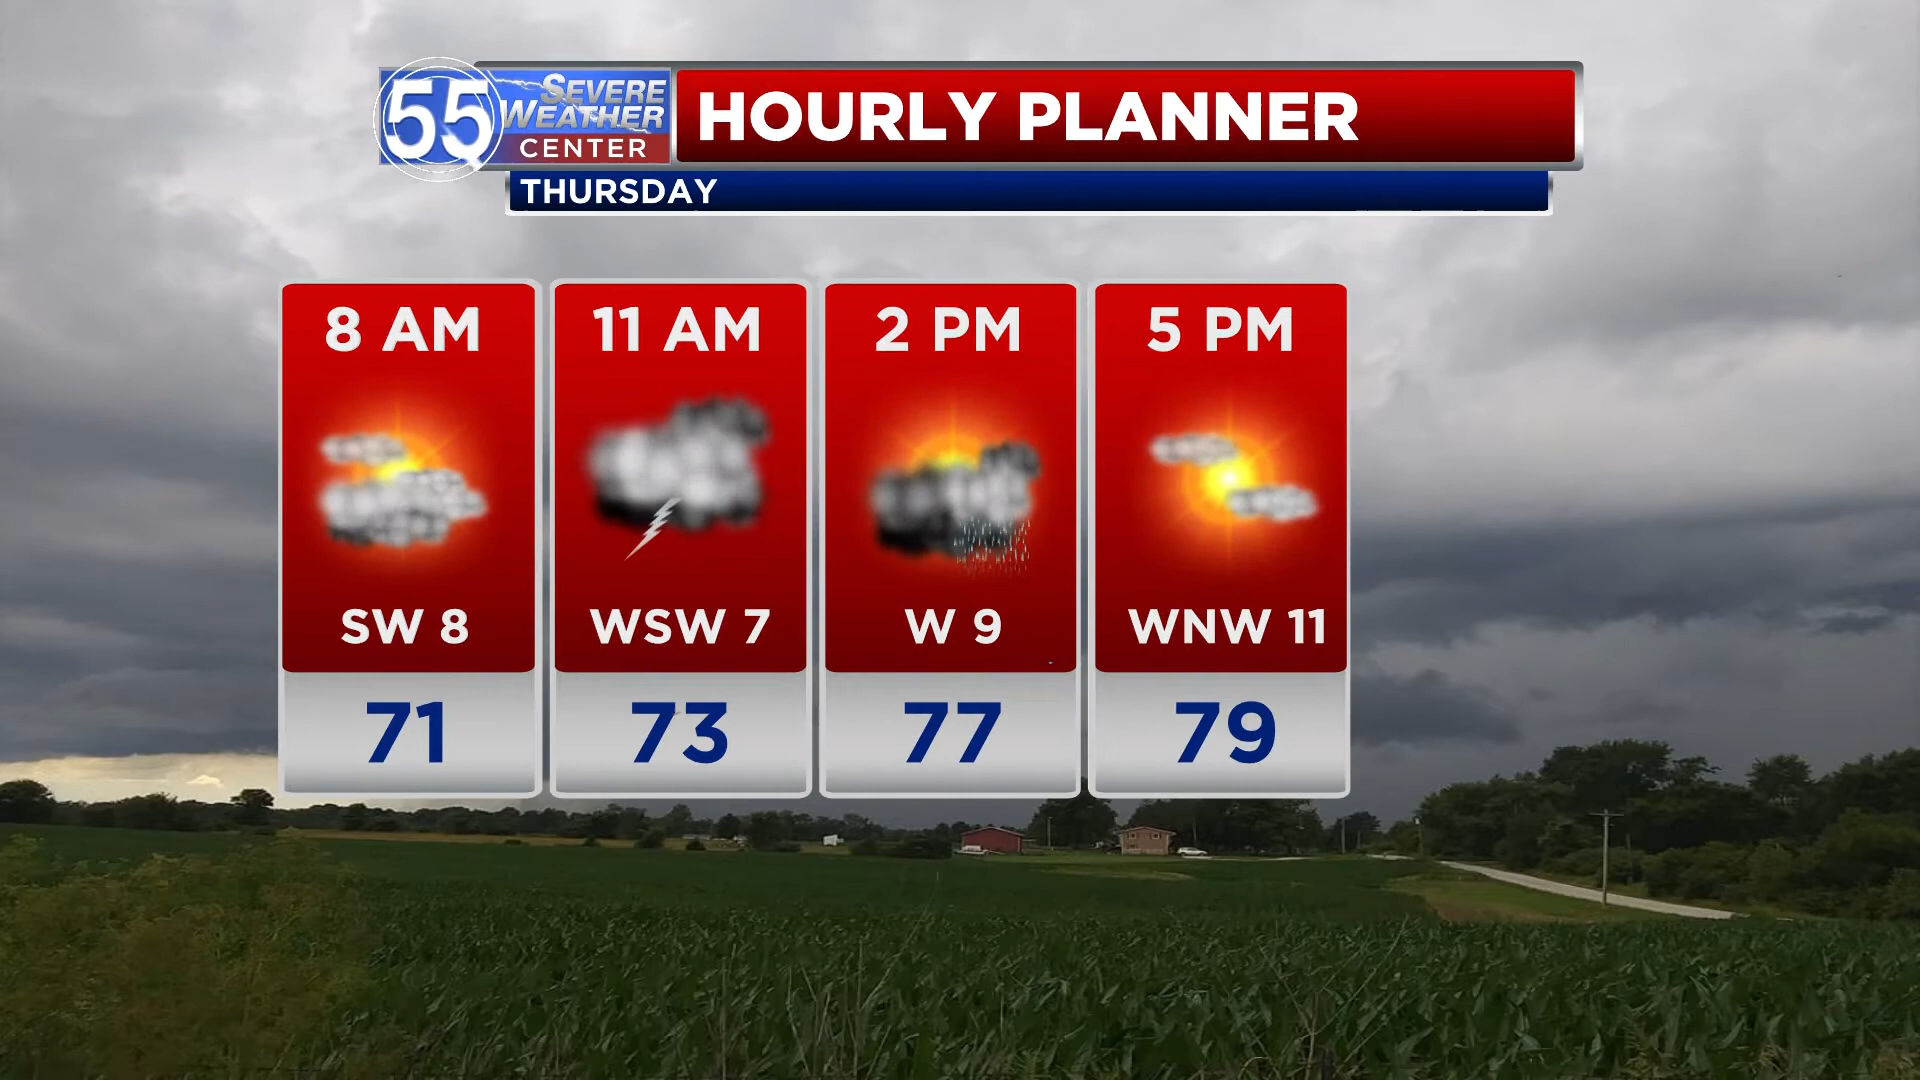 55 SEVERE
WEATHER
CENTER
HOURLY PLANNER
THURSDAY
8 AM
SW 8
71
11 AM
WSW 7
73
2 PM
W 9
77
5 PM
WNW 11
79